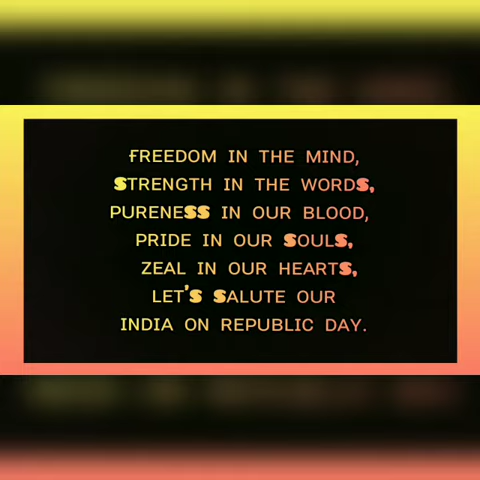 FREEDOM IN THE MIND,
STRENGTH IN THE WORDS,
PURENESS IN OUR BLOOD,
PRIDE IN OUR SOULS,
ZEAL IN OUR HEARTS,
LET'S SALUTE OUR
INDIA ON REPUBLIC DAY.